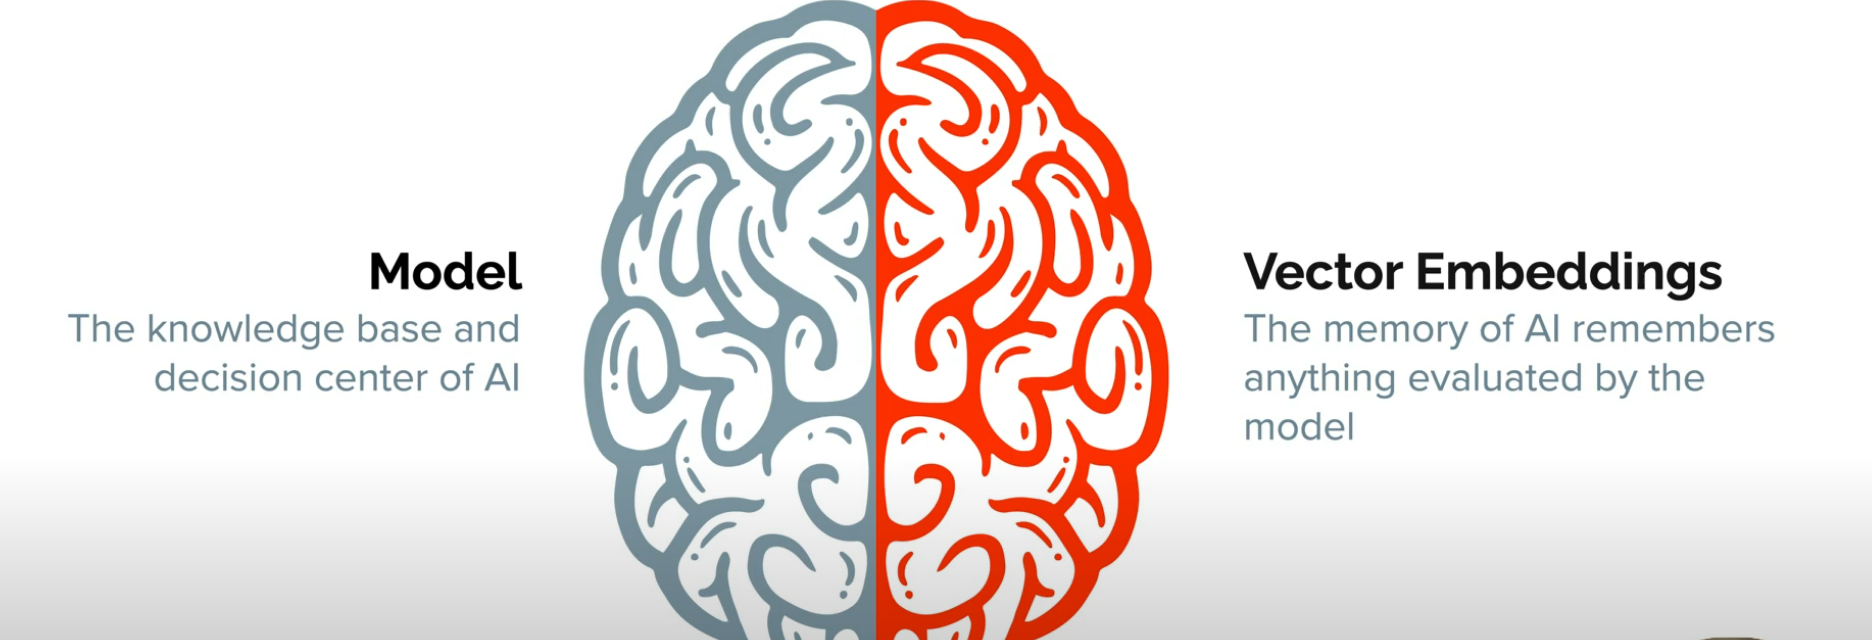 Model
The knowledge base and
decision center of AI
Vector Embeddings
The memory of AI remembers
anything evaluated by the
model